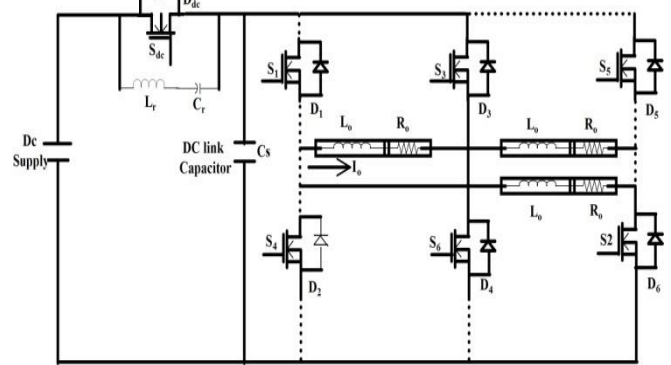 Ddc
Sdc
Lr Cr
Dc
Supply
DC link
Capacitor
Cs
S1
D1
S3
D3
S5
D5
Lo Ro
Lo Ro
Io
Lo Ro
S4
D2
S6
D4
S2
D6